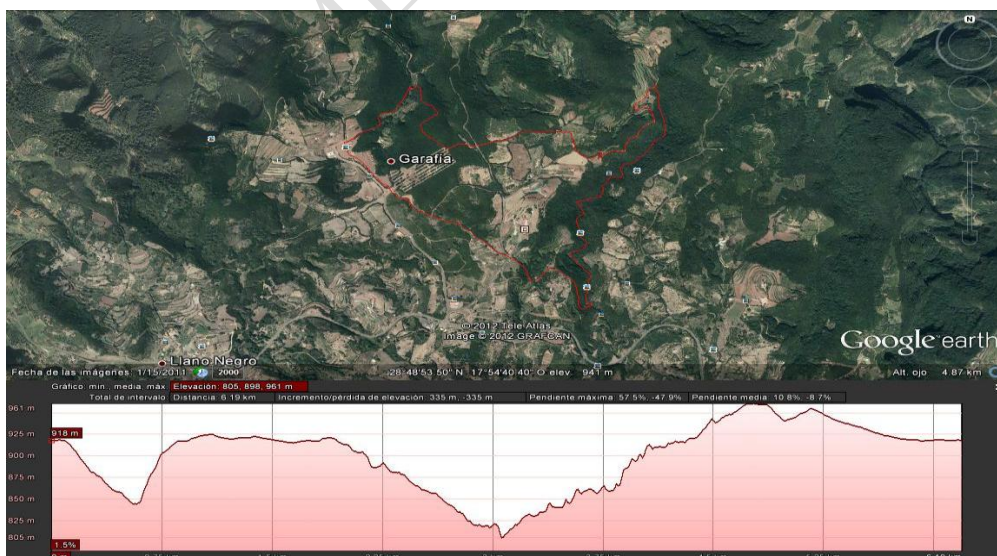 N
Garafía
© 2012 Tele Atlas
Image © 2012 GRAFCAN
Google earth
Llano Negro
Fecha de las imágenes: 1/15/2011 2000 28°48'53.50" N 17°54'40.40" O elev. 941 m Alt. ojo 4.87 km
Gráfico: mín., media, máx Elevación: 805, 898, 961 m
Total de intervalo Distancia: 6.19 km Incremento/pérdida de elevación: 335 m, -335 m Pendiente máxima: 57.5%, -47.9% Pendiente media: 10.8%, -8.7%
961 m
918 m
925 m
900 m
875 m
850 m
825 m
805 m
1.5%